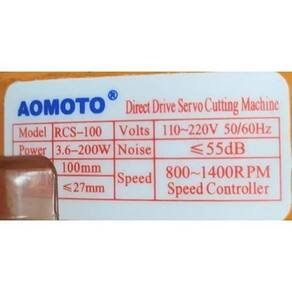 AOMOTO® Direct Drive Servo Cutting Machine
Model RCS-100 Volts 110~220V 50/60Hz
Power 3.6-200W Noise ≤55dB
100mm Speed 800~1400RPM
≤27mm Speed Controller